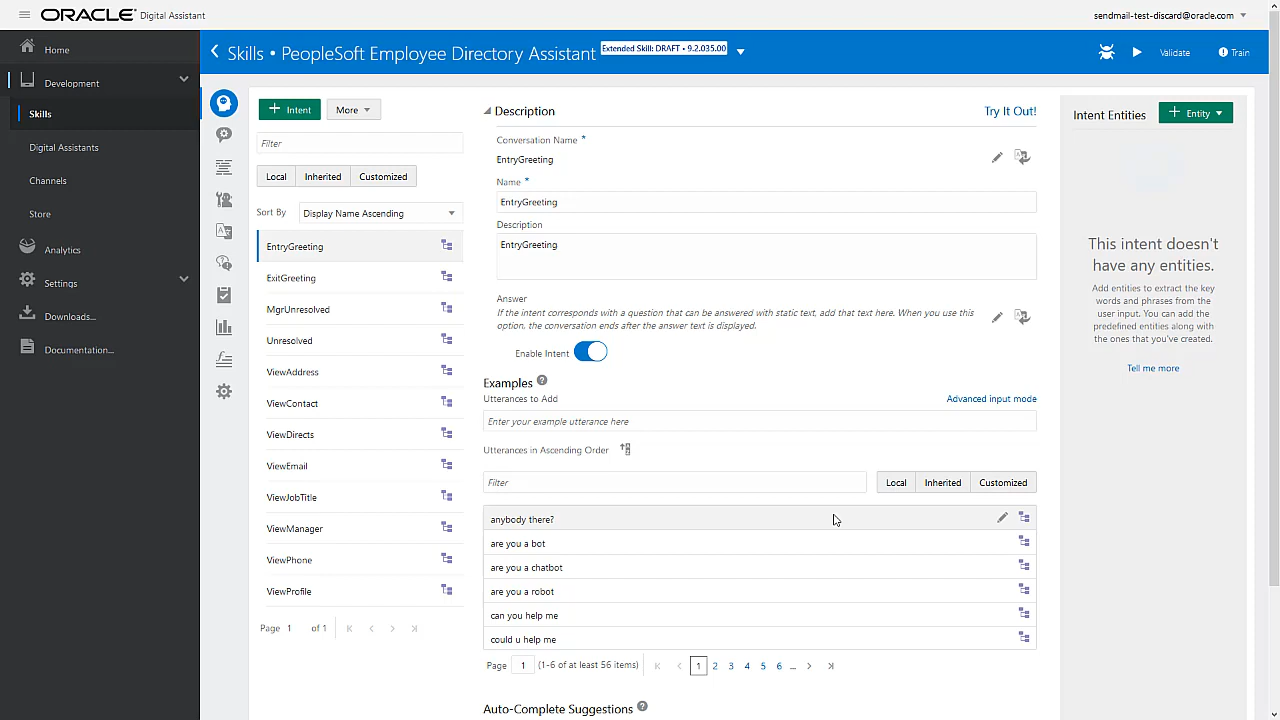 ORACLE Digital Assistant
sendmail-test-discard@oracle.com
Home
Development
Skills
Digital Assistants
Channels
Store
Analytics
Settings
Downloads...
Documentation...
Skills • PeopleSoft Employee Directory Assistant
Extended Skill: DRAFT • 9.2.035.00
Validate
Train
+ Intent
More
Filter
Local Inherited Customized
Sort By Display Name Ascending
EntryGreeting
ExitGreeting
MgrUnresolved
Unresolved
ViewAddress
ViewContact
ViewDirects
ViewEmail
ViewJobTitle
ViewManager
ViewPhone
ViewProfile
Page 1 of 1
Description
Try It Out!
Conversation Name *
EntryGreeting
Name *
EntryGreeting
Description
EntryGreeting
Answer
If the intent corresponds with a question that can be answered with static text, add that text here. When you use this
option, the conversation ends after the answer text is displayed.
Enable Intent
Examples
Utterances to Add
Advanced input mode
Enter your example utterance here
Utterances in Ascending Order
Filter
Local Inherited Customized
anybody there?
are you a bot
are you a chatbot
are you a robot
can you help me
could u help me
Page 1 (1-6 of at least 56 items) 1 2 3 4 5 6 ...
Auto-Complete Suggestions
Intent Entities
+ Entity
This intent doesn't
have any entities.
Add entities to extract the key
words and phrases from the
user input. You can add the
predefined entities along with
the ones that you've created.
Tell me more